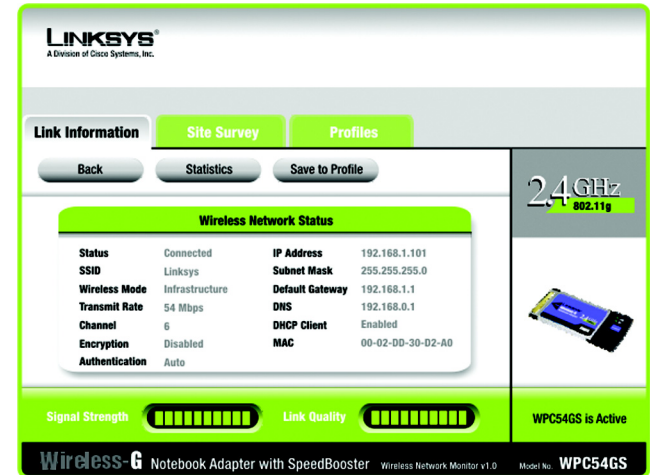 LINKSYS®
A Division of Cisco Systems, Inc.
Link Information Site Survey Profiles
Back Statistics Save to Profile
2.4GHz
802.11g
Wireless Network Status
Status Connected IP Address 192.168.1.101
SSID Linksys Subnet Mask 255.255.255.0
Wireless Mode Infrastructure Default Gateway 192.168.1.1
Transmit Rate 54 Mbps DNS 192.168.0.1
Channel 6 DHCP Client Enabled
Encryption Disabled MAC 00-02-DD-30-D2-A0
Authentication Auto
Signal Strength Link Quality WPC54GS is Active
Wireless-G Notebook Adapter with SpeedBooster Wireless Network Monitor v1.0 Model No. WPC54GS